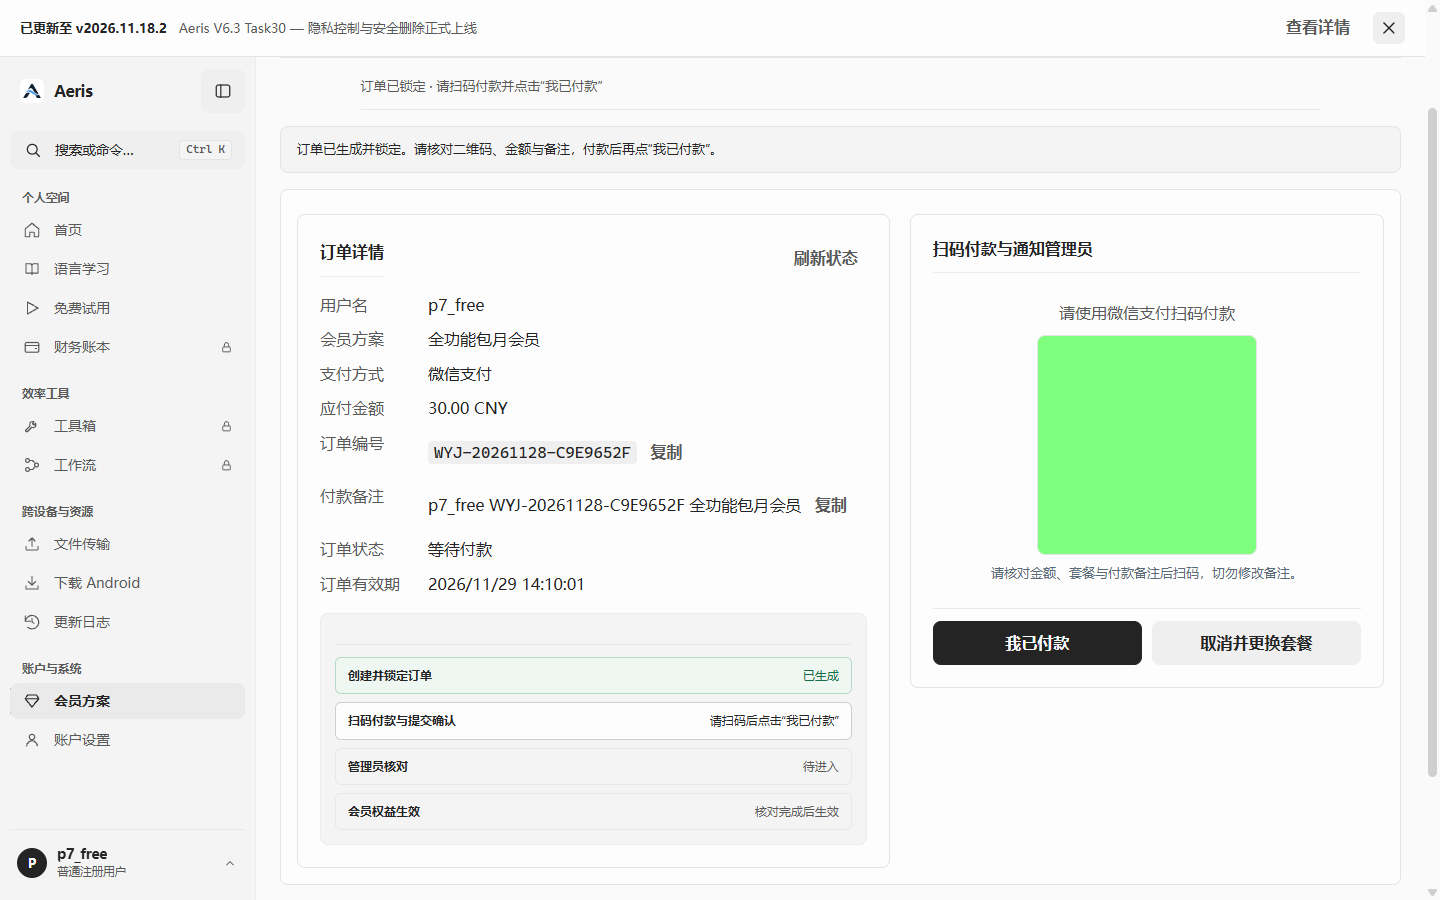 已更新至 v2026.11.18.2 Aeris V6.3 Task30 — 隐私控制与安全删除正式上线
查看详情
Aeris
搜索或命令...
Ctrl K
个人空间
首页
语言学习
免费试用
财务账本
效率工具
工具箱
工作流
跨设备与资源
文件传输
下载 Android
更新日志
账户与系统
会员方案
账户设置
P
p7_free
普通注册用户
订单已锁定 · 请扫码付款并点击“我已付款”
订单已生成并锁定。请核对二维码、金额与备注，付款后再点“我已付款”。
订单详情
刷新状态
用户名 p7_free
会员方案 全功能包月会员
支付方式 微信支付
应付金额 30.00 CNY
订单编号 WYJ-20261128-C9E9652F 复制
付款备注 p7_free WYJ-20261128-C9E9652F 全功能包月会员 复制
订单状态 等待付款
订单有效期 2026/11/29 14:10:01
创建并锁定订单 已生成
扫码付款与提交确认 请扫码后点击“我已付款”
管理员核对 待进入
会员权益生效 核对完成后生效
扫码付款与通知管理员
请使用微信支付扫码付款
请核对金额、套餐与付款备注后扫码，切勿修改备注。
我已付款
取消并更换套餐